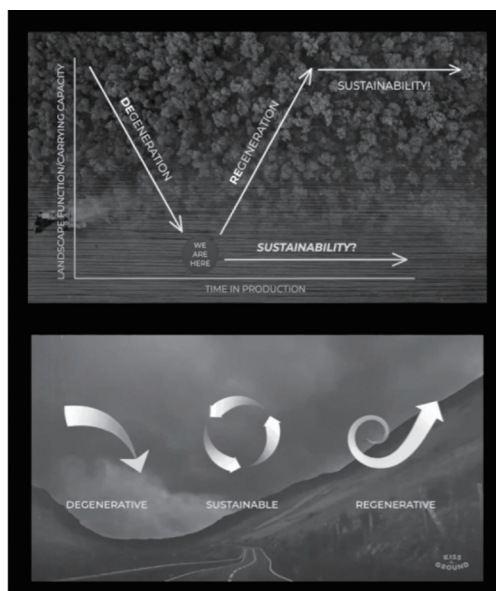 LANDSCAPE FUNCTION/CARRYING CAPACITY
DEGENERATION
REGENERATION
SUSTAINABILITY!
WE
ARE
HERE
SUSTAINABILITY?
TIME IN PRODUCTION
DEGENERATIVE
SUSTAINABLE
REGENERATIVE
KISS
THE
GROUND